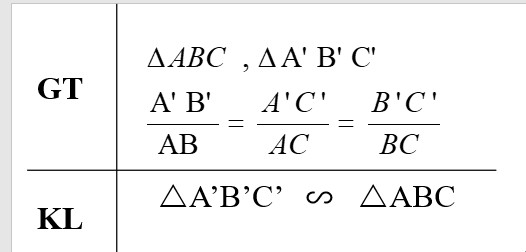 GT
ΔABC , ΔA' B' C'
A' B'/AB = A'C'/AC = B'C'/BC
KL
△A’B’C’ ∽ △ABC